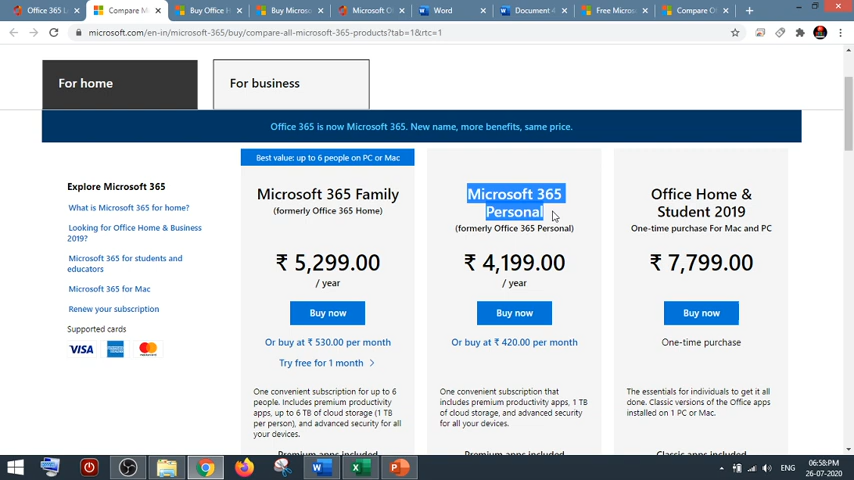 Office 365 L
Compare M
Buy Office H
Buy Microso
Microsoft O
Word
Document 4
Free Micros
Compare O
microsoft.com/en-in/microsoft-365/buy/compare-all-microsoft-365-products?tab=1&rtc=1
For home
For business
Office 365 is now Microsoft 365. New name, more benefits, same price.
Explore Microsoft 365
What is Microsoft 365 for home?
Looking for Office Home & Business
2019?
Microsoft 365 for students and
educators
Microsoft 365 for Mac
Renew your subscription
Supported cards
VISA
Best value: up to 6 people on PC or Mac
Microsoft 365 Family
(formerly Office 365 Home)
₹ 5,299.00
/ year
Buy now
Or buy at ₹ 530.00 per month
Try free for 1 month
One convenient subscription for up to 6
people. Includes premium productivity
apps, up to 6 TB of cloud storage (1 TB
per person), and advanced security for
all your devices.
Premium apps included
Microsoft 365
Personal
(formerly Office 365 Personal)
₹ 4,199.00
/ year
Buy now
Or buy at ₹ 420.00 per month
One convenient subscription that
includes premium productivity apps, 1 TB
of cloud storage, and advanced security
for all your devices.
Premium apps included
Office Home &
Student 2019
One-time purchase For Mac and PC
₹ 7,799.00
Buy now
One-time purchase
The essentials for individuals to get it all
done. Classic versions of the Office apps
installed on 1 PC or Mac.
Classic apps included
ENG
06:58 PM
26-07-2020